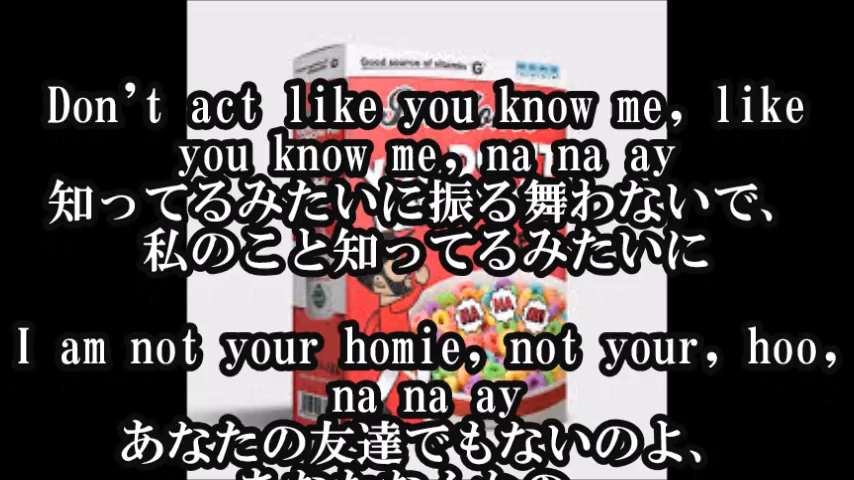 Good source of vitamin G
Don't act like you know me, like
you know me, na na ay
知ってるみたいに振る舞わないで、
私のこと知ってるみたいに
NA
NA
I am not your homie, not your, hoo,
na na ay
あなたの友達でもないのよ、